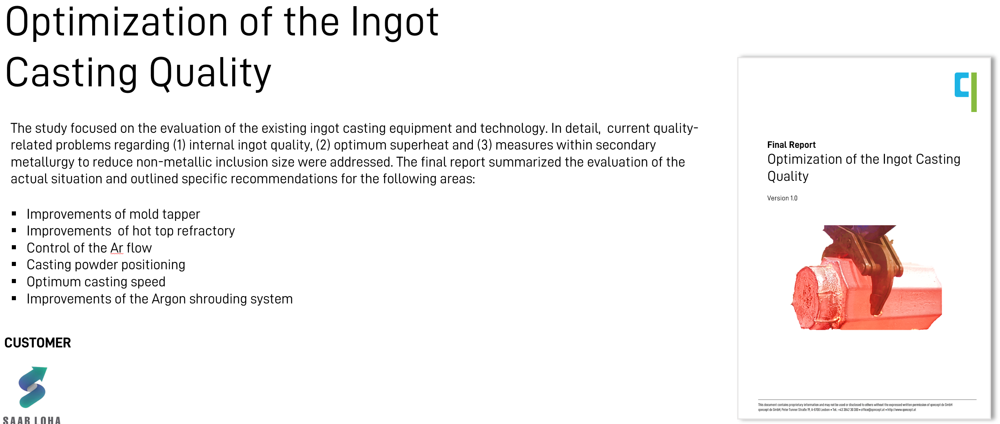 Optimization of the Ingot
Casting Quality
The study focused on the evaluation of the existing ingot casting equipment and technology. In detail,  current quality-
related problems regarding (1) internal ingot quality, (2) optimum superheat and (3) measures within secondary
metallurgy to reduce non-metallic inclusion size were addressed. The final report summarized the evaluation of the
actual situation and outlined specific recommendations for the following areas:
▪ Improvements of mold tapper
▪ Improvements  of hot top refractory
▪ Control of the Ar flow
▪ Casting powder positioning
▪ Optimum casting speed
▪ Improvements of the Argon shrouding system
CUSTOMER
SAAR LOHA
Final Report
Optimization of the Ingot Casting
Quality
Version 1.0
This document contains proprietary information and may not be used or disclosed to others without the expressed written permission of qoncept dx GmbH
qoncept dx GmbH, Peter Tunner Straße 19, A-8700 Leoben • Tel.: +43 3842 30 300 • office@qoncept.at • http://www.qoncept.at